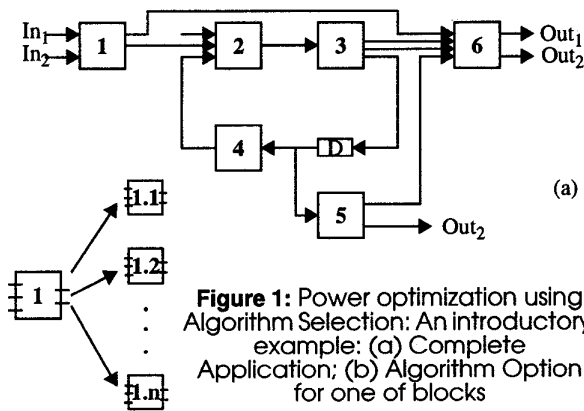 In1
In2
1
2
3
6
Out1
Out2
4
D
5
Out2
(a)
1
1.1
1.2
1.n
Figure 1: Power optimization using
Algorithm Selection: An introductory
example: (a) Complete
Application; (b) Algorithm Option
for one of blocks